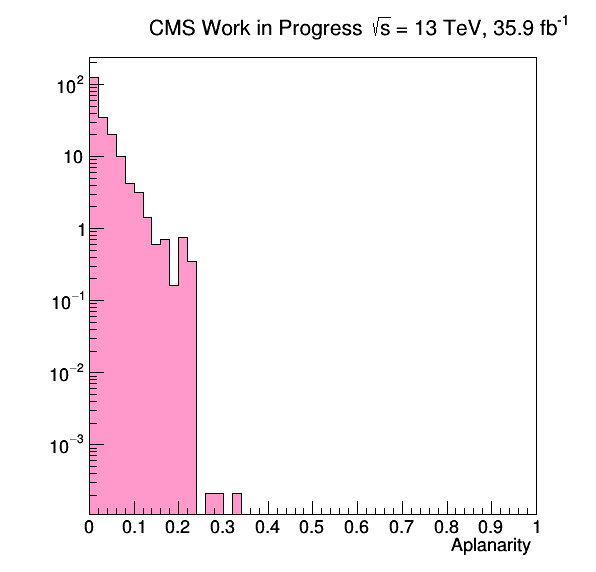 CMS Work in Progress √s = 13 TeV, 35.9 fb⁻¹
10²
10
1
10⁻¹
10⁻²
10⁻³
0 0.1 0.2 0.3 0.4 0.5 0.6 0.7 0.8 0.9 1
Aplanarity